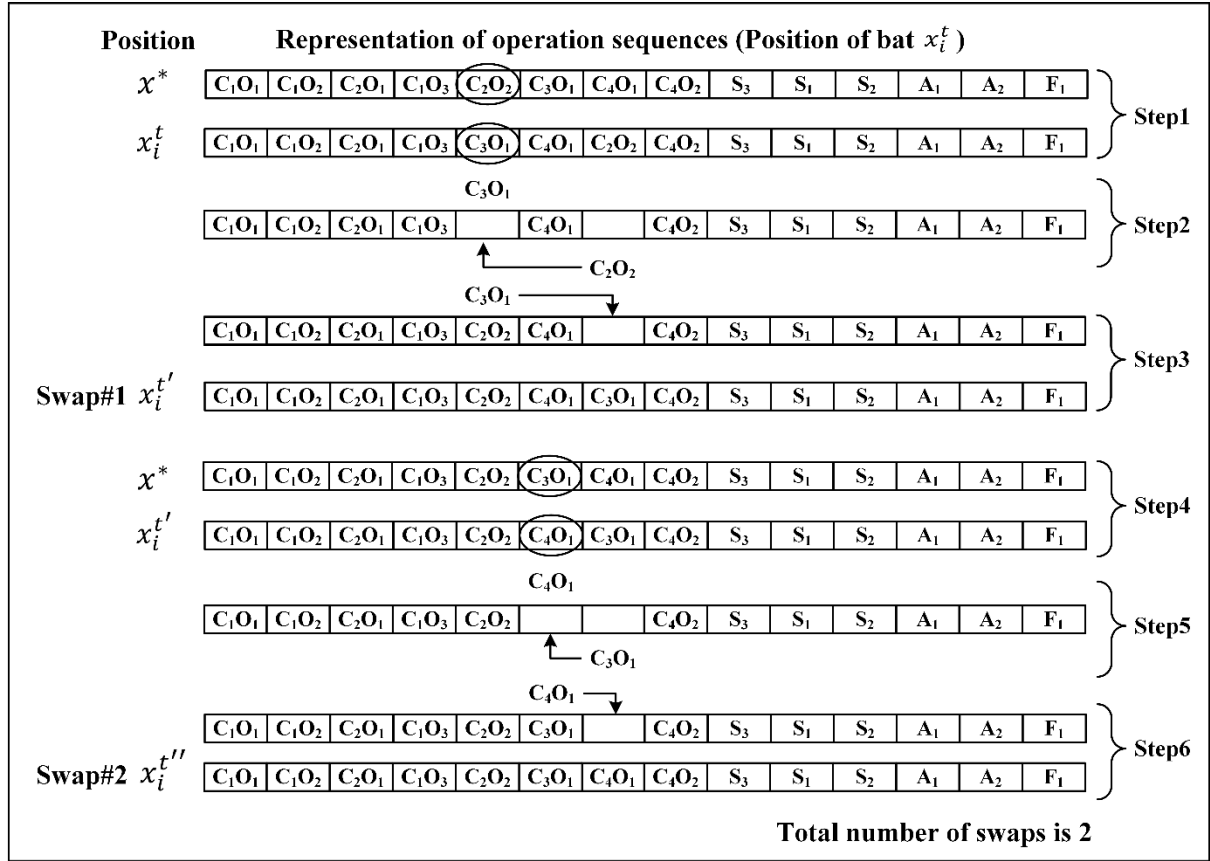 Position Representation of operation sequences (Position of bat xᵢᵗ )
x* C₁O₁ C₁O₂ C₂O₁ C₁O₃ C₂O₂ C₃O₁ C₄O₁ C₄O₂ S₃ S₁ S₂ A₁ A₂ F₁
Step1
xᵢᵗ C₁O₁ C₁O₂ C₂O₁ C₁O₃ C₃O₁ C₄O₁ C₂O₂ C₄O₂ S₃ S₁ S₂ A₁ A₂ F₁
C₃O₁
C₁O₁ C₁O₂ C₂O₁ C₁O₃ C₄O₁ C₄O₂ S₃ S₁ S₂ A₁ A₂ F₁ Step2
C₂O₂
C₃O₁
C₁O₁ C₁O₂ C₂O₁ C₁O₃ C₂O₂ C₄O₁ C₄O₂ S₃ S₁ S₂ A₁ A₂ F₁
Step3
Swap#1 xᵢᵗ′ C₁O₁ C₁O₂ C₂O₁ C₁O₃ C₂O₂ C₄O₁ C₃O₁ C₄O₂ S₃ S₁ S₂ A₁ A₂ F₁
x* C₁O₁ C₁O₂ C₂O₁ C₁O₃ C₂O₂ C₃O₁ C₄O₁ C₄O₂ S₃ S₁ S₂ A₁ A₂ F₁
Step4
xᵢᵗ′ C₁O₁ C₁O₂ C₂O₁ C₁O₃ C₂O₂ C₄O₁ C₃O₁ C₄O₂ S₃ S₁ S₂ A₁ A₂ F₁
C₄O₁
C₁O₁ C₁O₂ C₂O₁ C₁O₃ C₂O₂ C₄O₂ S₃ S₁ S₂ A₁ A₂ F₁ Step5
C₃O₁
C₄O₁
C₁O₁ C₁O₂ C₂O₁ C₁O₃ C₂O₂ C₃O₁ C₄O₂ S₃ S₁ S₂ A₁ A₂ F₁
Step6
Swap#2 xᵢᵗ″ C₁O₁ C₁O₂ C₂O₁ C₁O₃ C₂O₂ C₃O₁ C₄O₁ C₄O₂ S₃ S₁ S₂ A₁ A₂ F₁
Total number of swaps is 2